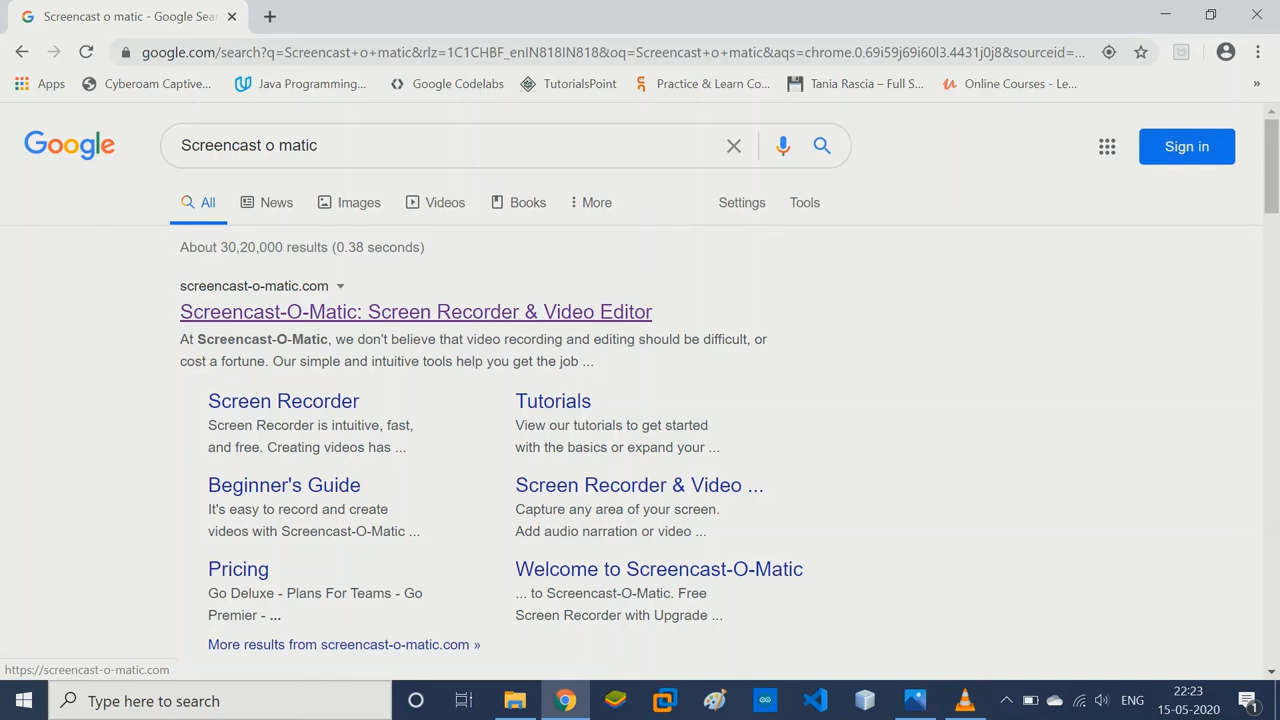 Screencast o matic - Google Sear
google.com/search?q=Screencast+o+matic&rlz=1C1CHBF_enIN818IN818&oq=Screencast+o+matic&aqs=chrome.0.69i59j69i60l3.4431j0j8&sourceid=...
Apps Cyberoam Captive... Java Programming... Google Codelabs TutorialsPoint Practice & Learn Co... Tania Rascia – Full S... Online Courses - Le... »
Google Screencast o matic Sign in
All News Images Videos Books More Settings Tools
About 30,20,000 results (0.38 seconds)
screencast-o-matic.com
Screencast-O-Matic: Screen Recorder & Video Editor
At Screencast-O-Matic, we don't believe that video recording and editing should be difficult, or
cost a fortune. Our simple and intuitive tools help you get the job ...
Screen Recorder
Screen Recorder is intuitive, fast,
and free. Creating videos has ...
Tutorials
View our tutorials to get started
with the basics or expand your ...
Beginner's Guide
It's easy to record and create
videos with Screencast-O-Matic ...
Screen Recorder & Video ...
Capture any area of your screen.
Add audio narration or video ...
Pricing
Go Deluxe - Plans For Teams - Go
Premier - ...
Welcome to Screencast-O-Matic
... to Screencast-O-Matic. Free
Screen Recorder with Upgrade ...
More results from screencast-o-matic.com »
https://screencast-o-matic.com
Type here to search
ENG
22:23
15-05-2020
1